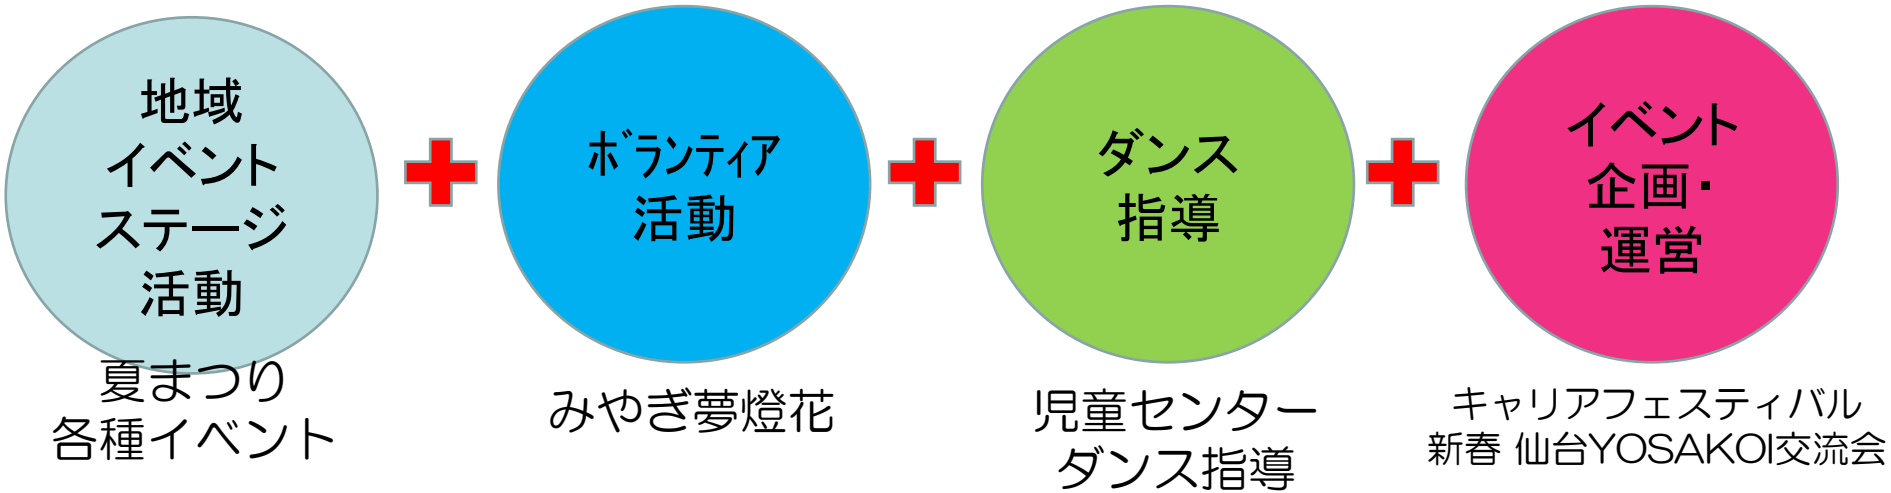 地域
イベント
ステージ
活動
夏まつり
各種イベント
ﾎﾞランティア
活動
みやぎ夢燈花
ダンス
指導
児童センター
ダンス指導
イベント
企画・
運営
キャリアフェスティバル
新春 仙台YOSAKOI交流会